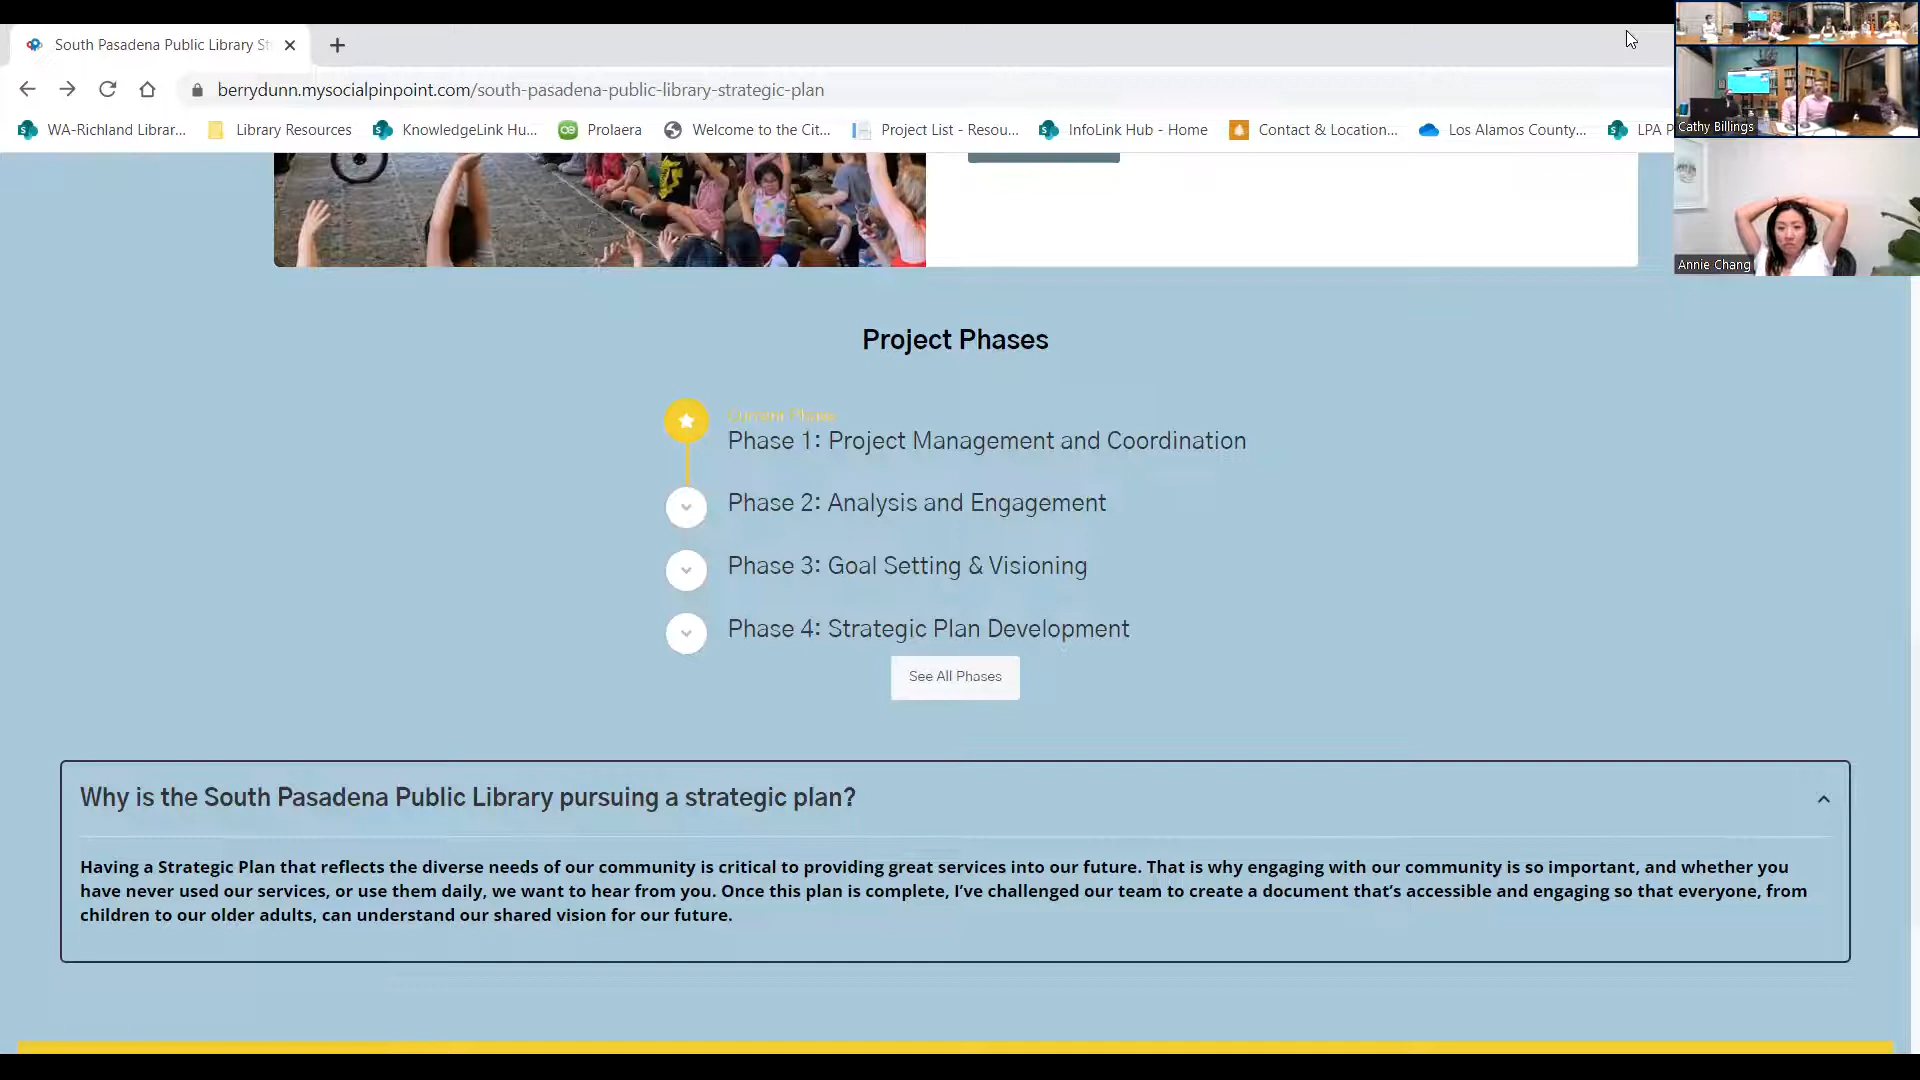 South Pasadena Public Library St
berrydunn.mysocialpinpoint.com/south-pasadena-public-library-strategic-plan
WA-Richland Librar...
Library Resources
KnowledgeLink Hu...
Prolaera
Welcome to the Cit...
Project List - Resou...
InfoLink Hub - Home
Contact & Location...
Los Alamos County...
LPA P
Cathy Billings
Annie Chang
Project Phases
Current Phase
Phase 1: Project Management and Coordination
Phase 2: Analysis and Engagement
Phase 3: Goal Setting & Visioning
Phase 4: Strategic Plan Development
See All Phases
Why is the South Pasadena Public Library pursuing a strategic plan?
Having a Strategic Plan that reflects the diverse needs of our community is critical to providing great services into our future. That is why engaging with our community is so important, and whether you
have never used our services, or use them daily, we want to hear from you. Once this plan is complete, I’ve challenged our team to create a document that’s accessible and engaging so that everyone, from
children to our older adults, can understand our shared vision for our future.